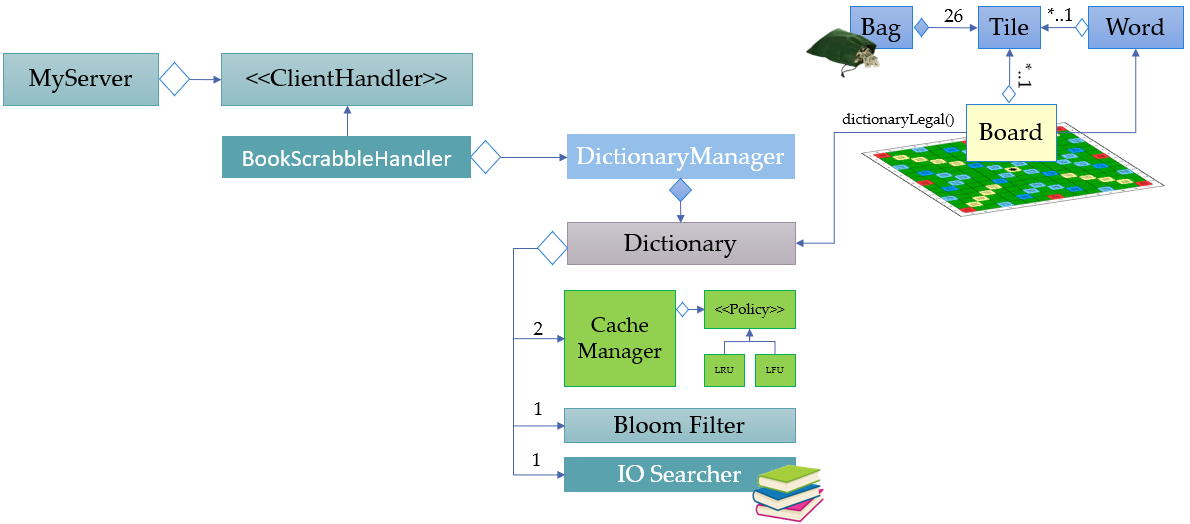 Bag
26
Tile
*..1
Word
MyServer
<<ClientHandler>>
*..1
dictionaryLegal()
Board
BookScrabbleHandler
DictionaryManager
Dictionary
2
Cache
Manager
<<Policy>>
LRU
LFU
1
Bloom Filter
1
IO Searcher